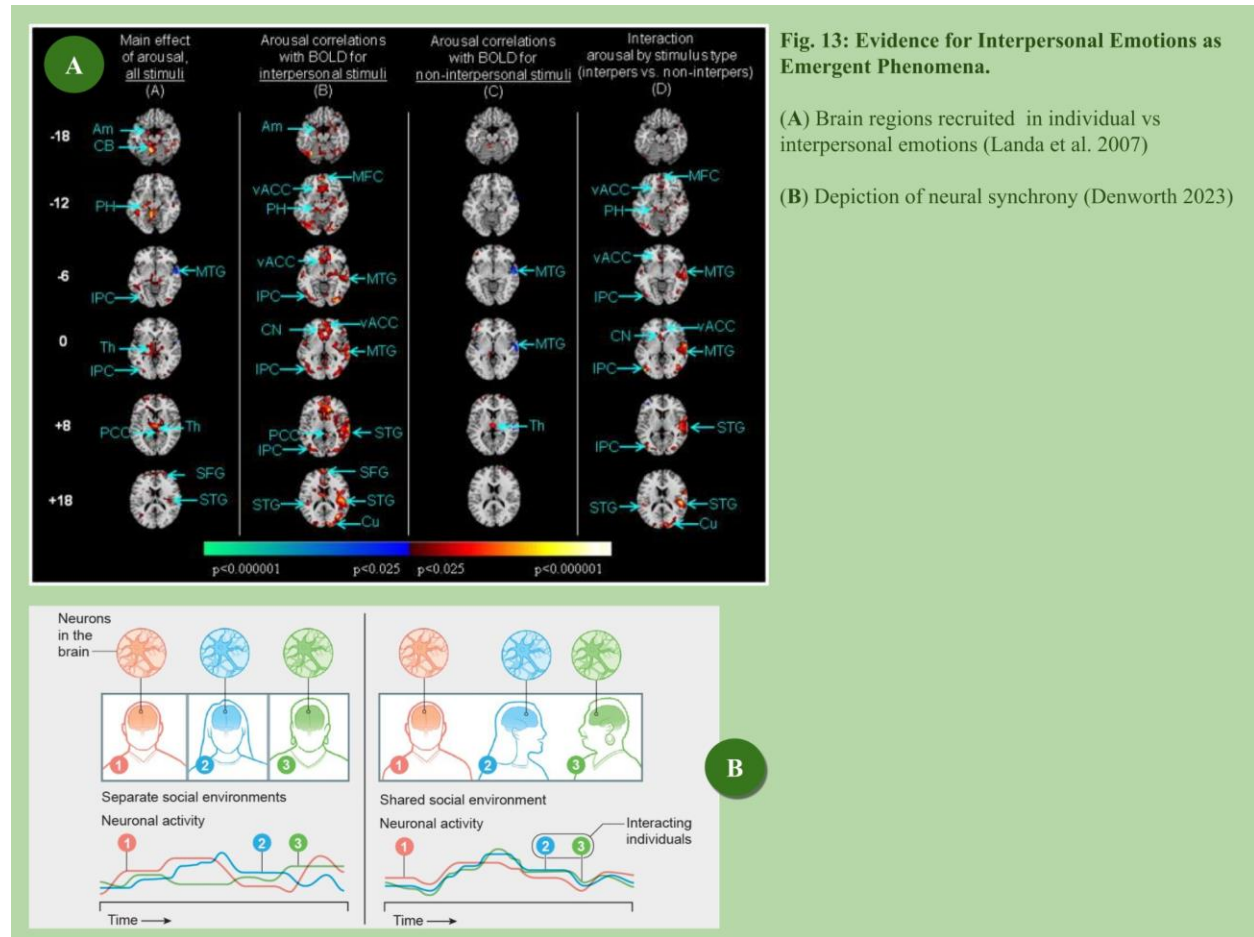 A
Main effect
of arousal,
all stimuli
(A)
Arousal correlations
with BOLD for
interpersonal stimuli
(B)
Arousal correlations
with BOLD for
non-interpersonal stimuli
(C)
Interaction
arousal by stimulus type
(interpers vs. non-interpers)
(D)
-18
Am
CB
Am
-12
PH
MFC
vACC
PH
vACC
MFC
PH
-6
MTG
IPC
vACC
MTG
IPC
MTG
vACC
MTG
IPC
0
Th
IPC
CN
vACC
MTG
IPC
MTG
vACC
CN
MTG
IPC
+8
PCC
Th
PCC
STG
IPC
Th
STG
IPC
+18
SFG
STG
SFG
STG
STG
Cu
STG
STG
Cu
p<0.000001
p<0.025
p<0.025
p<0.000001
Fig. 13: Evidence for Interpersonal Emotions as
Emergent Phenomena.
(A) Brain regions recruited in individual vs
interpersonal emotions (Landa et al. 2007)
(B) Depiction of neural synchrony (Denworth 2023)
Neurons
in the
brain
1
2
3
Separate social environments
Neuronal activity
1
2
3
Time
1
2
3
Shared social environment
Neuronal activity
1
2
3
Interacting
individuals
Time
B